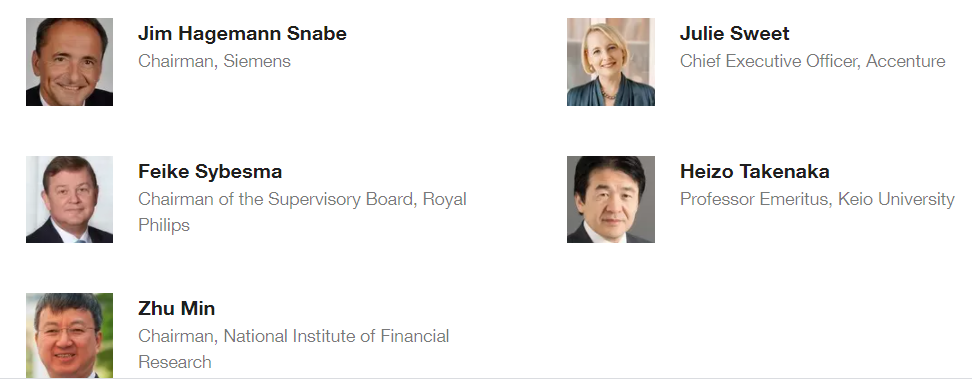 Jim Hagemann Snabe
Chairman, Siemens
Julie Sweet
Chief Executive Officer, Accenture
Feike Sybesma
Chairman of the Supervisory Board, Royal
Philips
Heizo Takenaka
Professor Emeritus, Keio University
Zhu Min
Chairman, National Institute of Financial
Research